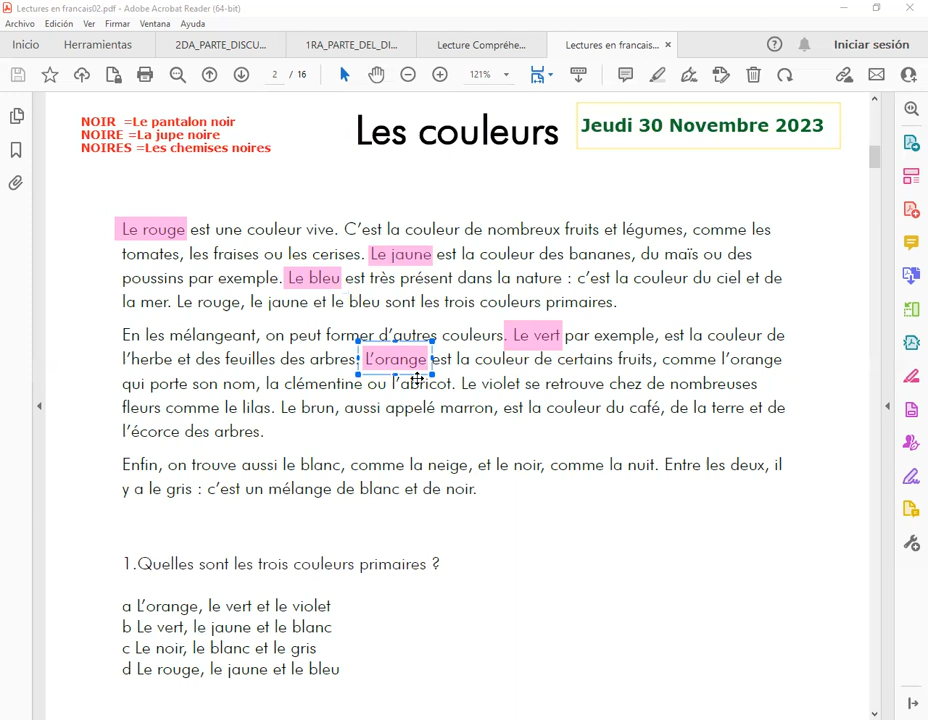 Lectures en francais02.pdf - Adobe Acrobat Reader (64-bit)
Archivo Edición Ver Firmar Ventana Ayuda
Inicio Herramientas 2DA_PARTE_DISCU... 1RA_PARTE_DEL_DI... Lecture Compréhe... Lectures en francais... × Iniciar sesión
2 / 16 121%
NOIR =Le pantalon noir
NOIRE =La jupe noire
NOIRES =Les chemises noires
Les couleurs
Jeudi 30 Novembre 2023
Le rouge est une couleur vive. C'est la couleur de nombreux fruits et légumes, comme les
tomates, les fraises ou les cerises. Le jaune est la couleur des bananes, du maïs ou des
poussins par exemple. Le bleu est très présent dans la nature : c'est la couleur du ciel et de
la mer. Le rouge, le jaune et le bleu sont les trois couleurs primaires.
En les mélangeant, on peut former d'autres couleurs. Le vert par exemple, est la couleur de
l'herbe et des feuilles des arbres. L'orange est la couleur de certains fruits, comme l'orange
qui porte son nom, la clémentine ou l'abricot. Le violet se retrouve chez de nombreuses
fleurs comme le lilas. Le brun, aussi appelé marron, est la couleur du café, de la terre et de
l'écorce des arbres.
Enfin, on trouve aussi le blanc, comme la neige, et le noir, comme la nuit. Entre les deux, il
y a le gris : c'est un mélange de blanc et de noir.
1.Quelles sont les trois couleurs primaires ?
a L'orange, le vert et le violet
b Le vert, le jaune et le blanc
c Le noir, le blanc et le gris
d Le rouge, le jaune et le bleu